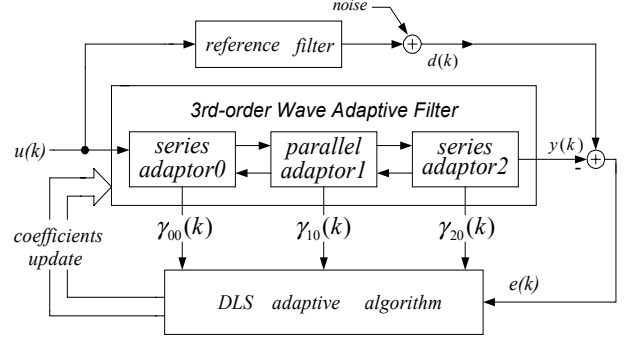 noise
reference filter
+
d(k)
3rd-order Wave Adaptive Filter
u(k)
series
adaptor0
parallel
adaptor1
series
adaptor2
y(k)
+
-
γ₀₀(k)
γ₁₀(k)
γ₂₀(k)
coefficients
update
DLS adaptive algorithm
e(k)